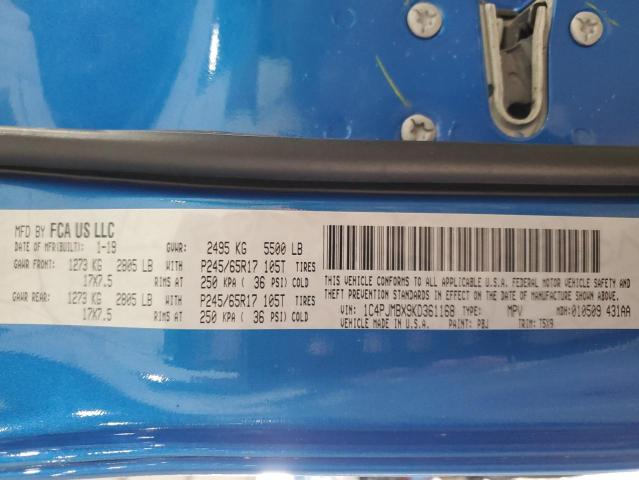 MFD BY FCA US LLC
DATE OF MFR(BUILT): 1-19 GVWR: 2495 KG 5500 LB
GAWR FRONT: 1273 KG 2805 LB WITH P245/65R17 105T TIRES
17X7.5 RIMS AT 250 KPA ( 36 PSI) COLD
GAWR REAR: 1273 KG 2805 LB WITH P245/65R17 105T TIRES
17X7.5 RIMS AT 250 KPA ( 36 PSI) COLD
THIS VEHICLE CONFORMS TO ALL APPLICABLE U.S.A. FEDERAL MOTOR VEHICLE SAFETY AND
THEFT PREVENTION STANDARDS IN EFFECT ON THE DATE OF MANUFACTURE SHOWN ABOVE.
VIN: 1C4PJMBX9KD361168 TYPE: MPV MDH: 010509 431AA
MADE IN U.S.A. PAINT: PBJ TRIM: T5X9